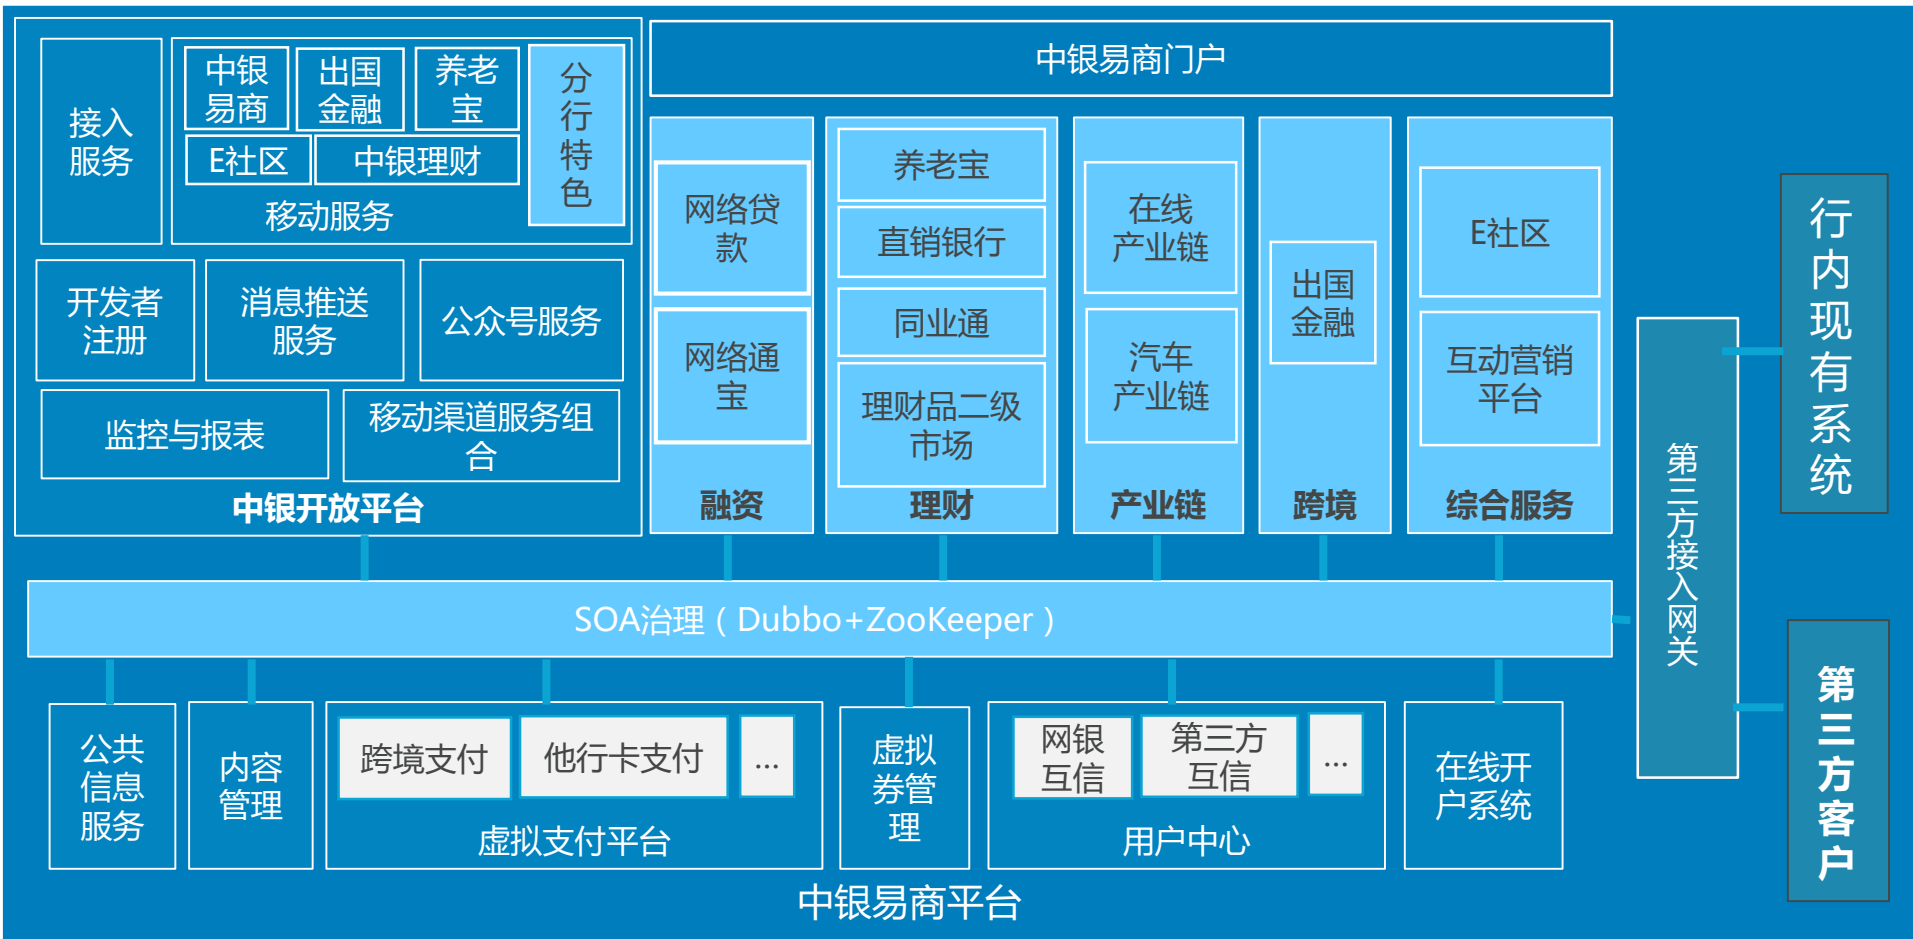 接入
服务
中银
易商
出国
金融
养老
宝
E社区
中银理财
移动服务
分
行
特
色
开发者
注册
消息推送
服务
公众号服务
监控与报表
移动渠道服务组
合
中银开放平台
中银易商门户
网络贷
款
网络通
宝
融资
养老宝
直销银行
同业通
理财品二级
市场
理财
在线
产业链
汽车
产业链
产业链
出国
金融
跨境
E社区
互动营销
平台
综合服务
SOA治理（Dubbo+ZooKeeper）
公共
信息
服务
内容
管理
跨境支付
他行卡支付
...
虚拟支付平台
虚拟
券管
理
网银
互信
第三方
互信
...
用户中心
在线开
户系统
中银易商平台
第
三
方
接
入
网
关
行
内
现
有
系
统
第
三
方
客
户